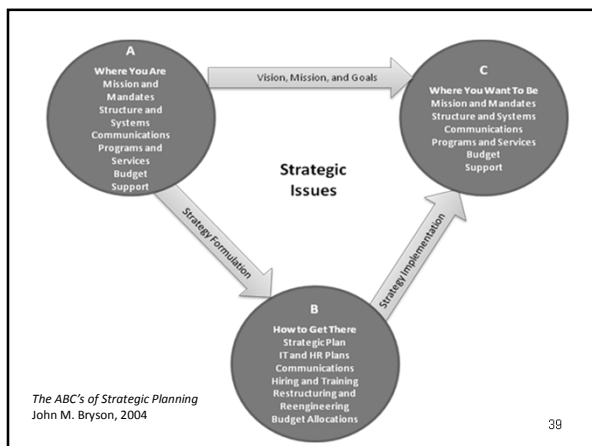 A
Where You Are
Mission and
Mandates
Structure and
Systems
Communications
Programs and
Services
Budget
Support
Vision, Mission, and Goals
C
Where You Want To Be
Mission and Mandates
Structure and Systems
Communications
Programs and Services
Budget
Support
Strategic
Issues
Strategy Formulation
Strategy Implementation
B
How to Get There
Strategic Plan
IT and HR Plans
Communications
Hiring and Training
Restructuring and
Reengineering
Budget Allocations
The ABC's of Strategic Planning
John M. Bryson, 2004
39